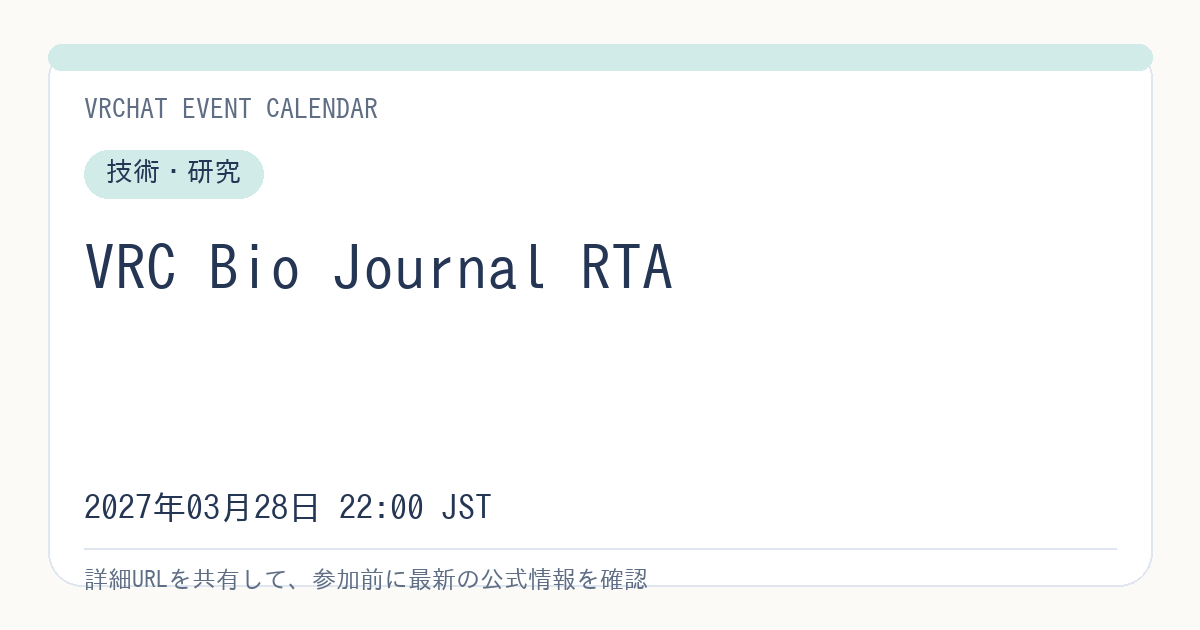 VRCHAT EVENT CALENDAR
技術・研究
VRC Bio Journal RTA
2027年03月28日 22:00 JST
詳細URLを共有して、参加前に最新の公式情報を確認